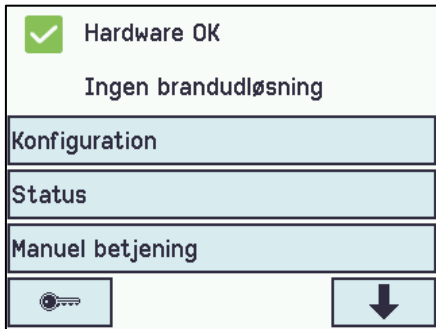 Hardware OK
Ingen brandudløsning
Konfiguration
Status
Manuel betjening